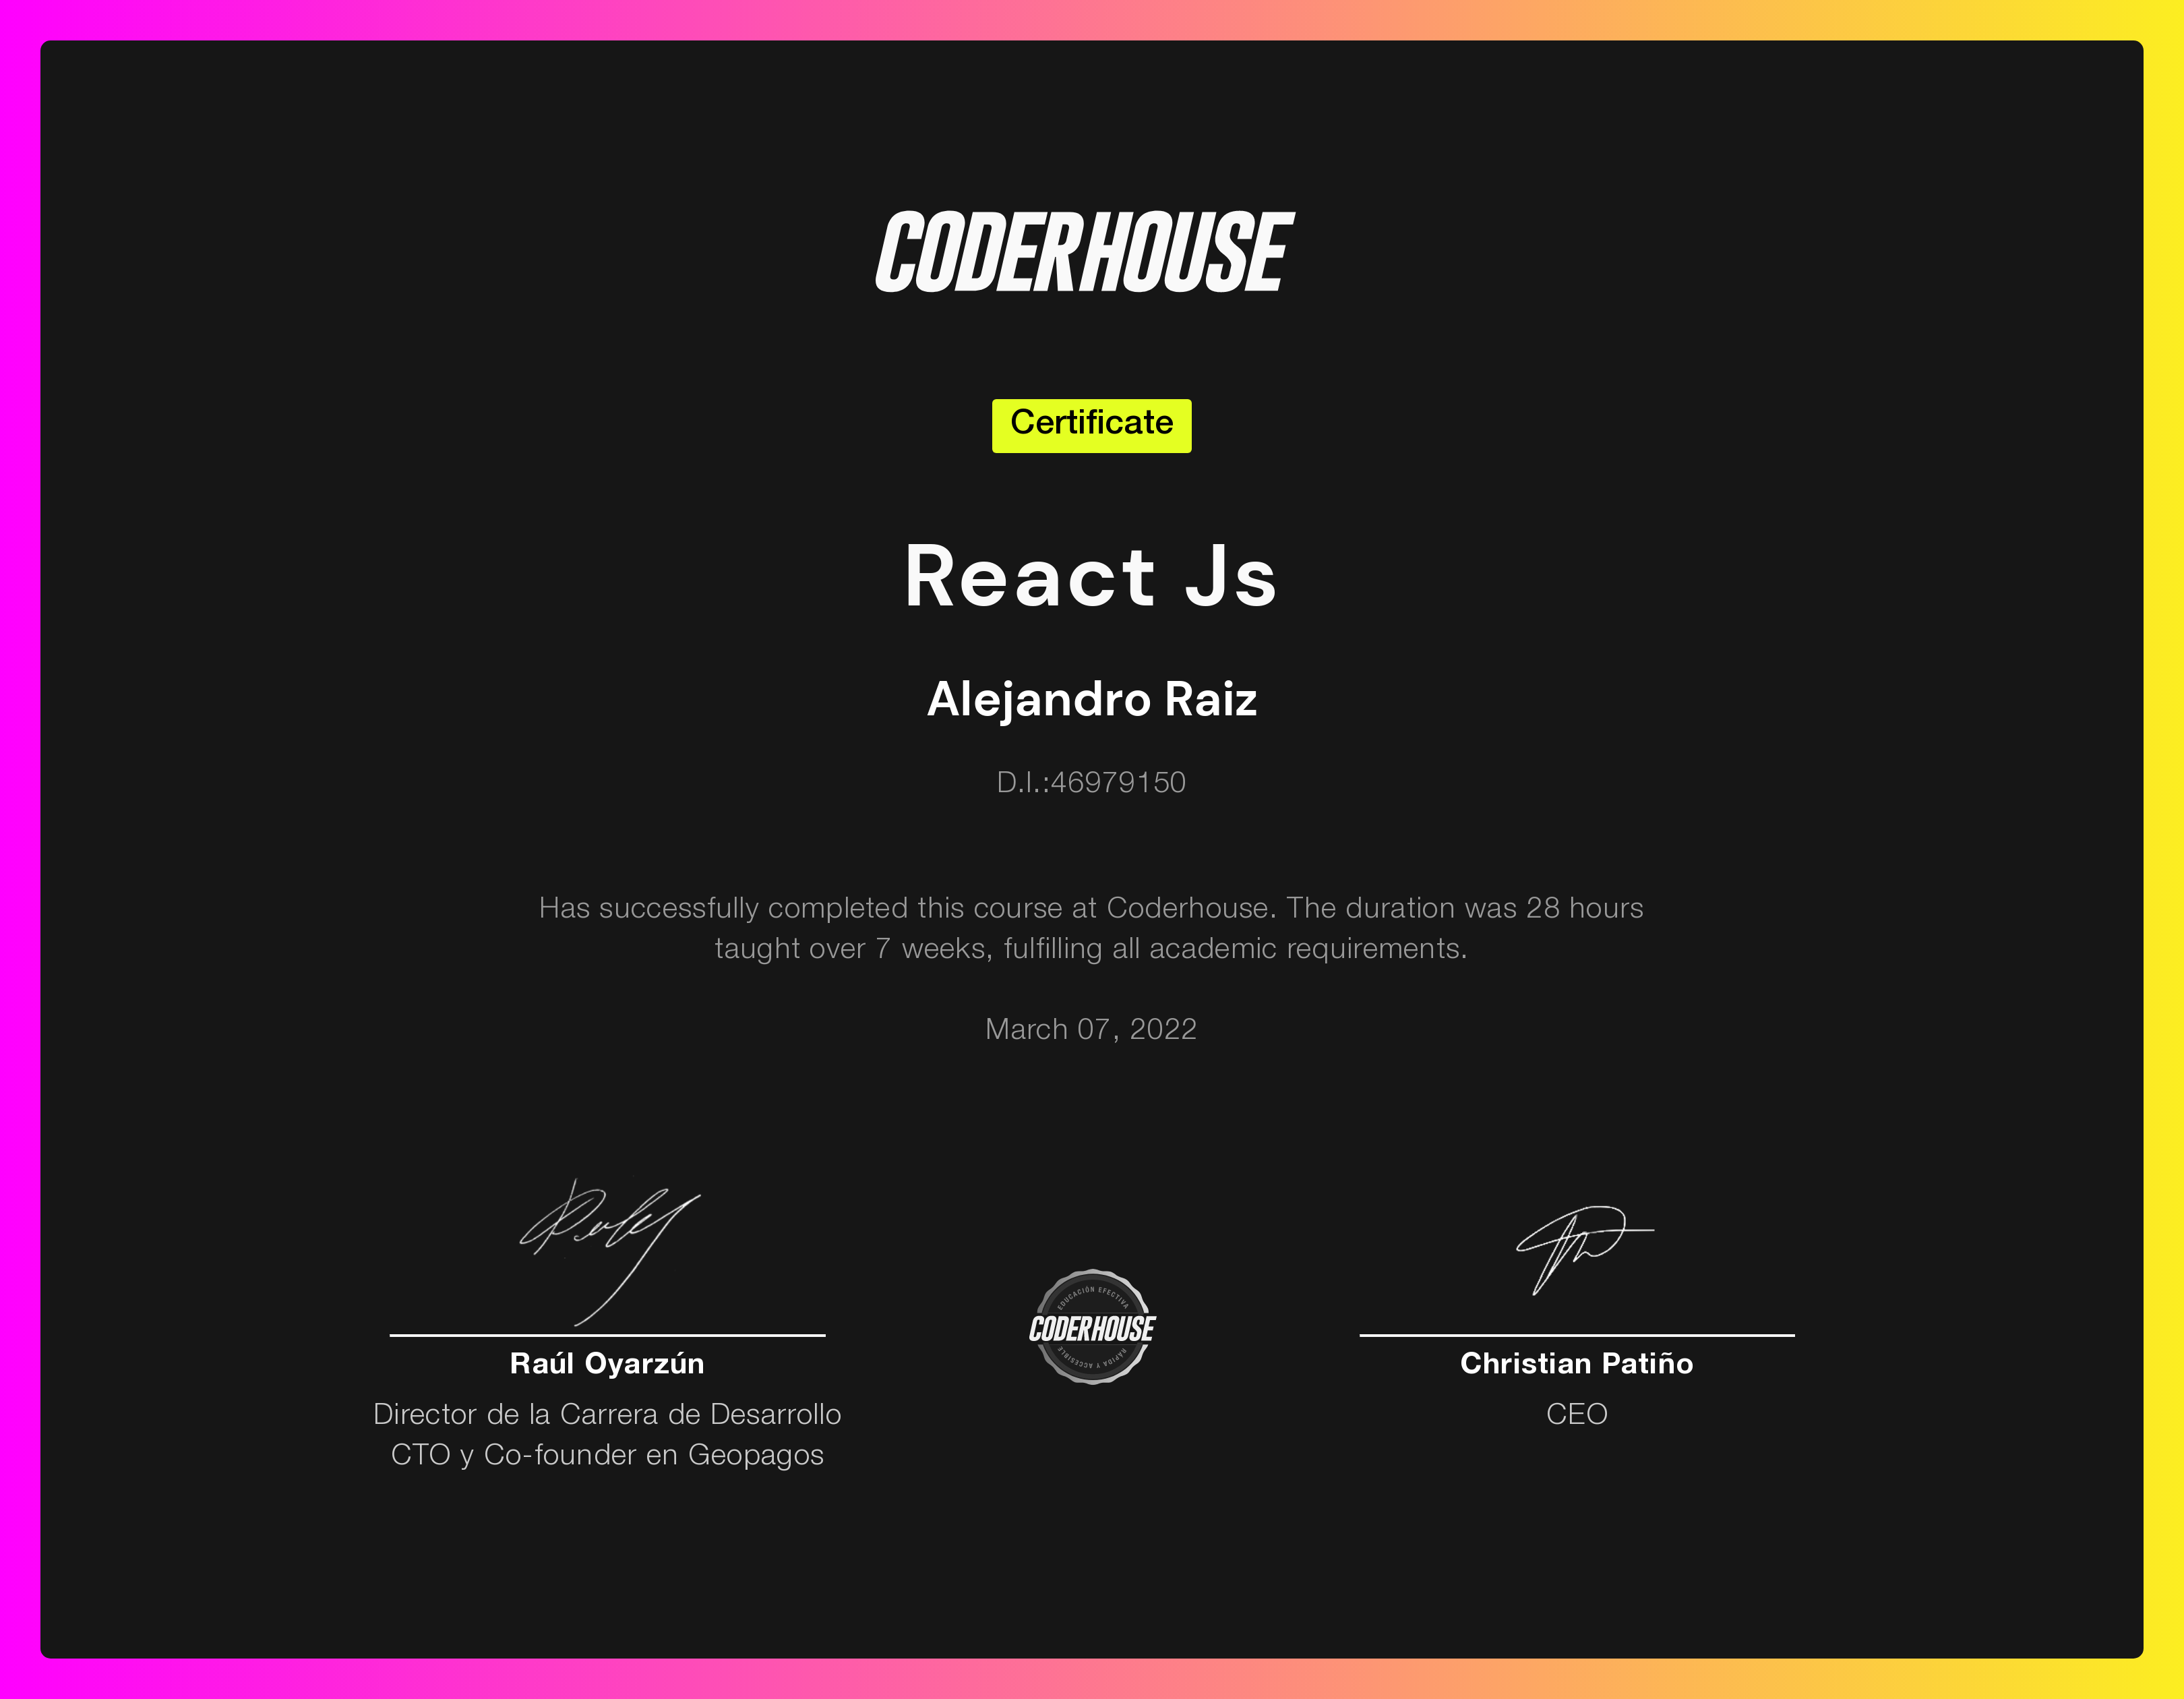 CODERHOUSE
Certificate
React Js
Alejandro Raiz
D.I.:46979150
Has successfully completed this course at Coderhouse. The duration was 28 hours
taught over 7 weeks, fulfilling all academic requirements.
March 07, 2022
EDUCACIÓN EFECTIVA
CODERHOUSE
RÁPIDA Y ACCESIBLE
Raúl Oyarzún
Director de la Carrera de Desarrollo
CTO y Co-founder en Geopagos
Christian Patiño
CEO